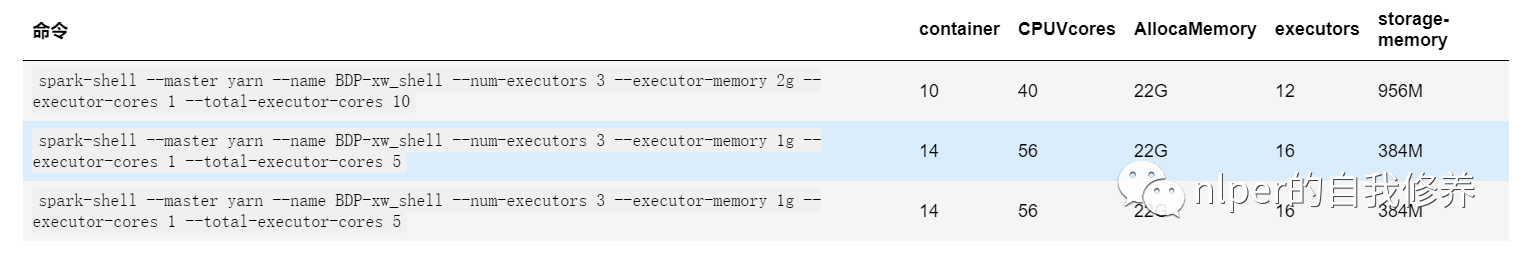 命令 container CPUVcores AllocaMemory executors storage-
memory
spark-shell --master yarn --name BDP-xw_shell --num-executors 3 --executor-memory 2g --
executor-cores 1 --total-executor-cores 10
10 40 22G 12 956M
spark-shell --master yarn --name BDP-xw_shell --num-executors 3 --executor-memory 1g --
executor-cores 1 --total-executor-cores 5
14 56 22G 16 384M
spark-shell --master yarn --name BDP-xw_shell --num-executors 3 --executor-memory 1g --
executor-cores 1 --total-executor-cores 5
14 56 22G 16 384M
nlper的自我修养